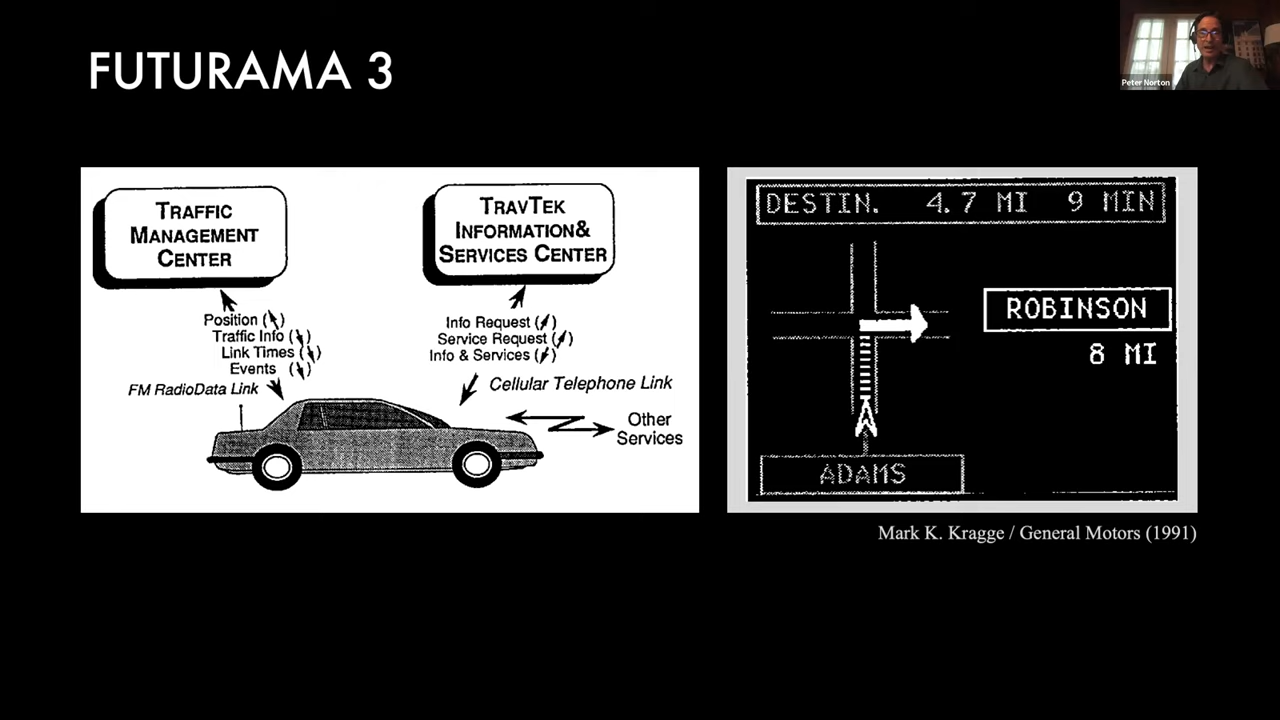 FUTURAMA 3
Peter Norton
TRAFFIC
MANAGEMENT
CENTER
TRAVTEK
INFORMATION&
SERVICES CENTER
Position (↖)
Traffic Info (↘)
Link Times (↘)
Events (↘)
FM RadioData Link
Info Request (↗)
Service Request (↗)
Info & Services (↙)
Cellular Telephone Link
Other
Services
DESTIN. 4.7 MI 9 MIN
ROBINSON
8 MI
ADAMS
Mark K. Kragge / General Motors (1991)